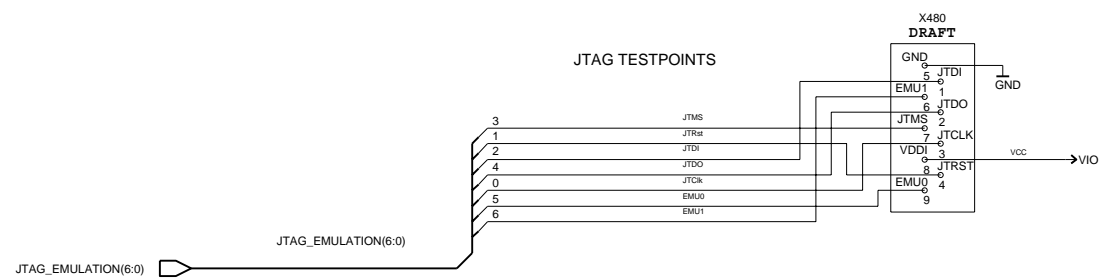 X480
DRAFT
JTAG TESTPOINTS
GND
5
JTDI
GND
EMU1
1
6
JTDO
3
JTMS
JTMS
2
1
JTRst
7
JTCLK
2
JTDI
VDDI
3
VCC
VIO
4
JTDO
8
JTRST
0
JTClk
EMU0
4
5
EMU0
9
6
EMU1
JTAG_EMULATION(6:0)
JTAG_EMULATION(6:0)